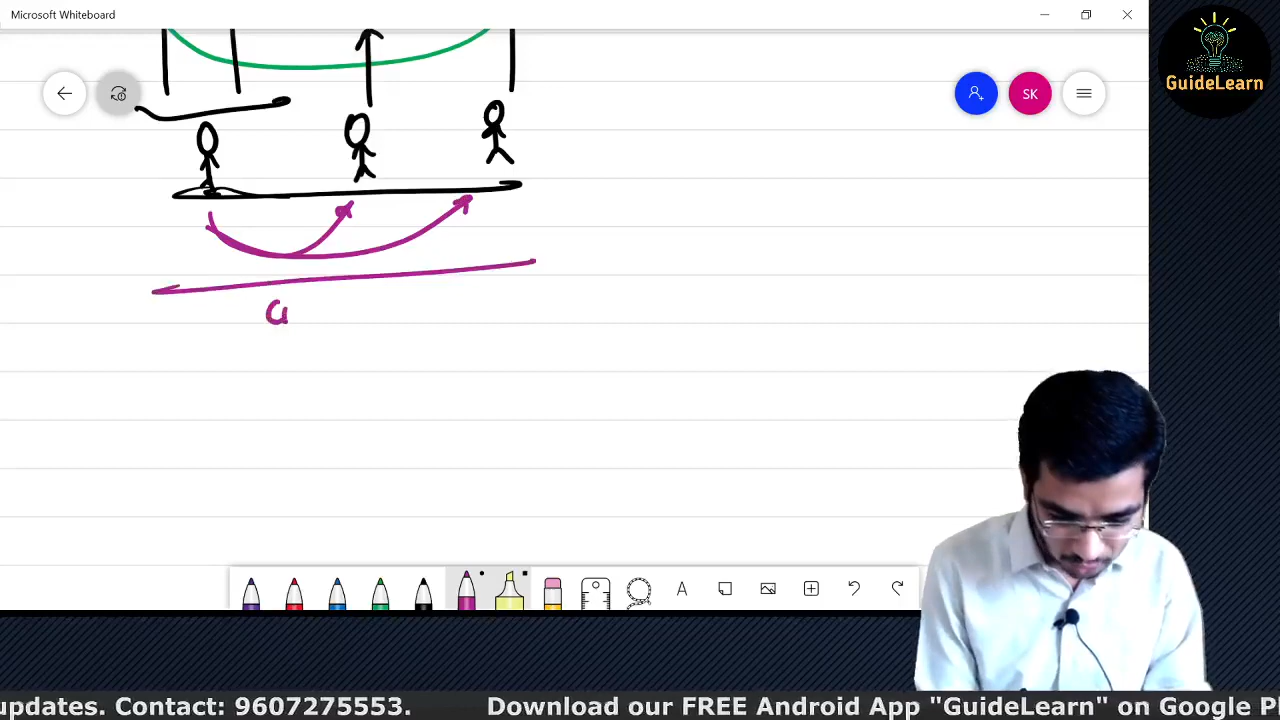 Microsoft Whiteboard
SK
GuideLearn
a
A
updates. Contact: 9607275553. Download our FREE Android App "GuideLearn" on Google Pl